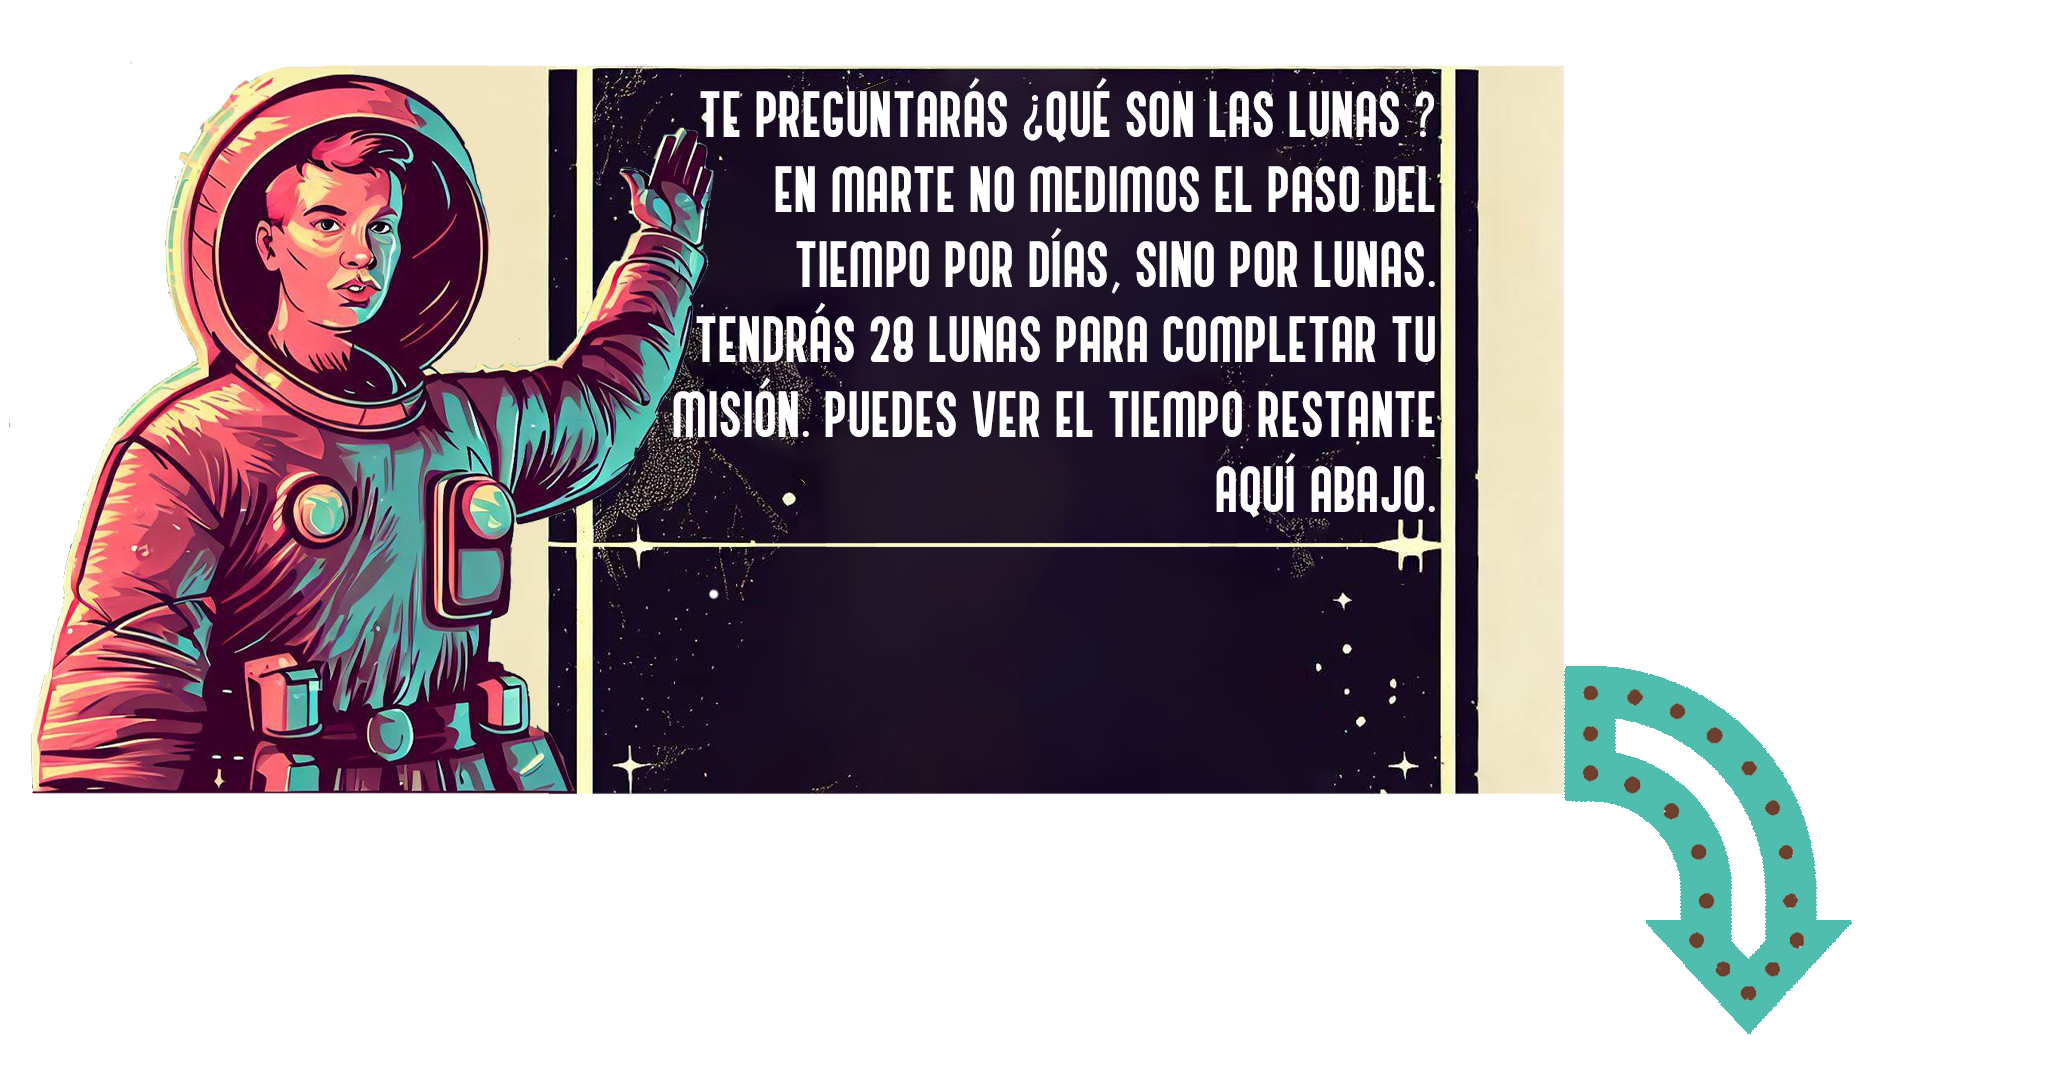 TE PREGUNTARÁS ¿QUÉ SON LAS LUNAS ?
EN MARTE NO MEDIMOS EL PASO DEL
TIEMPO POR DÍAS, SINO POR LUNAS.
TENDRÁS 28 LUNAS PARA COMPLETAR TU
MISIÓN. PUEDES VER EL TIEMPO RESTANTE
AQUÍ ABAJO.